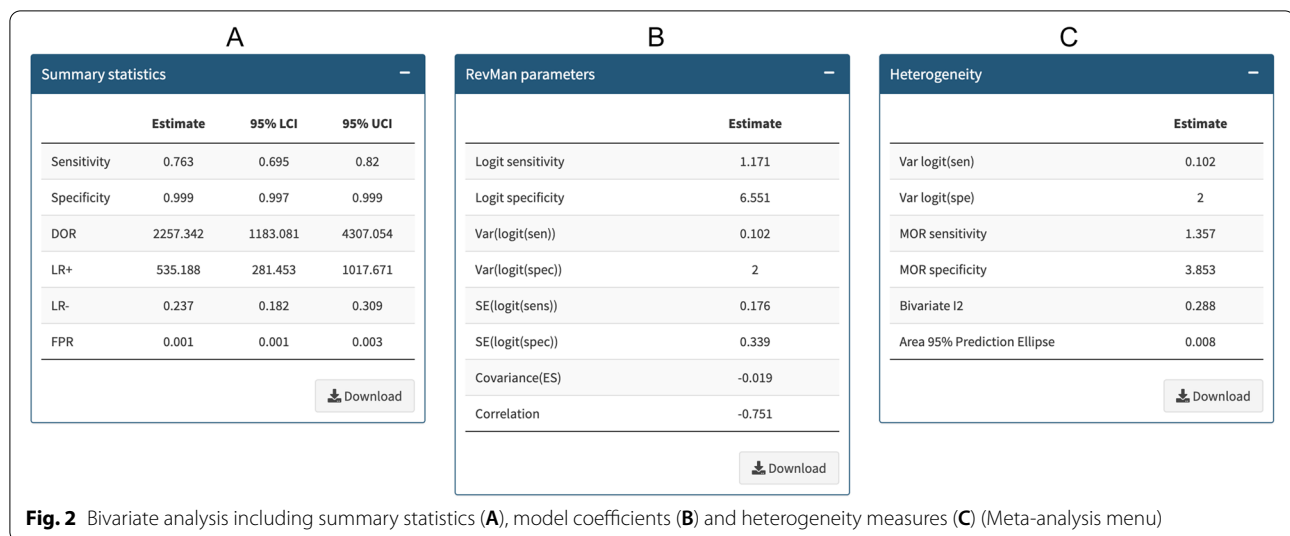 A
Summary statistics −
Estimate 95% LCI 95% UCI
Sensitivity 0.763 0.695 0.82
Specificity 0.999 0.997 0.999
DOR 2257.342 1183.081 4307.054
LR+ 535.188 281.453 1017.671
LR- 0.237 0.182 0.309
FPR 0.001 0.001 0.003
Download
B
RevMan parameters −
Estimate
Logit sensitivity 1.171
Logit specificity 6.551
Var(logit(sen)) 0.102
Var(logit(spec)) 2
SE(logit(sens)) 0.176
SE(logit(spec)) 0.339
Covariance(ES) -0.019
Correlation -0.751
Download
C
Heterogeneity −
Estimate
Var logit(sen) 0.102
Var logit(spe) 2
MOR sensitivity 1.357
MOR specificity 3.853
Bivariate I2 0.288
Area 95% Prediction Ellipse 0.008
Download
Fig. 2 Bivariate analysis including summary statistics (A), model coefficients (B) and heterogeneity measures (C) (Meta-analysis menu)